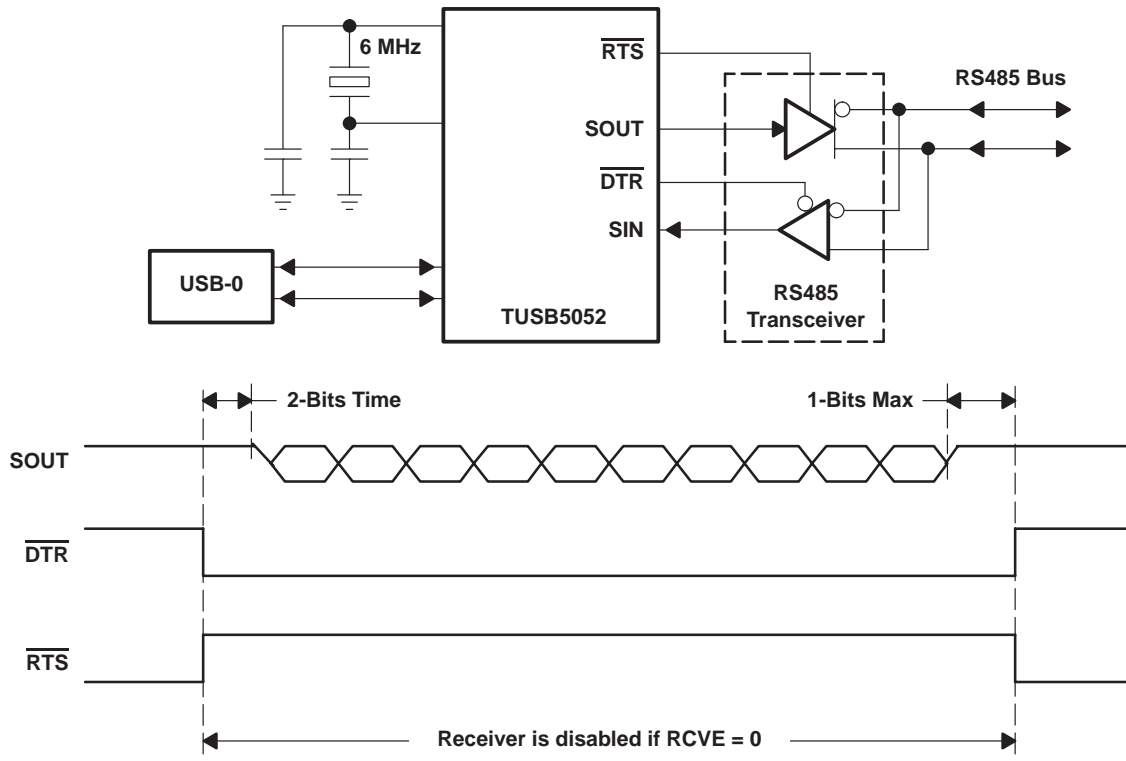 6 MHz
RTS
RS485 Bus
SOUT
DTR
SIN
USB-0
RS485
Transceiver
TUSB5052
2-Bits Time
1-Bits Max
SOUT
DTR
RTS
Receiver is disabled if RCVE = 0